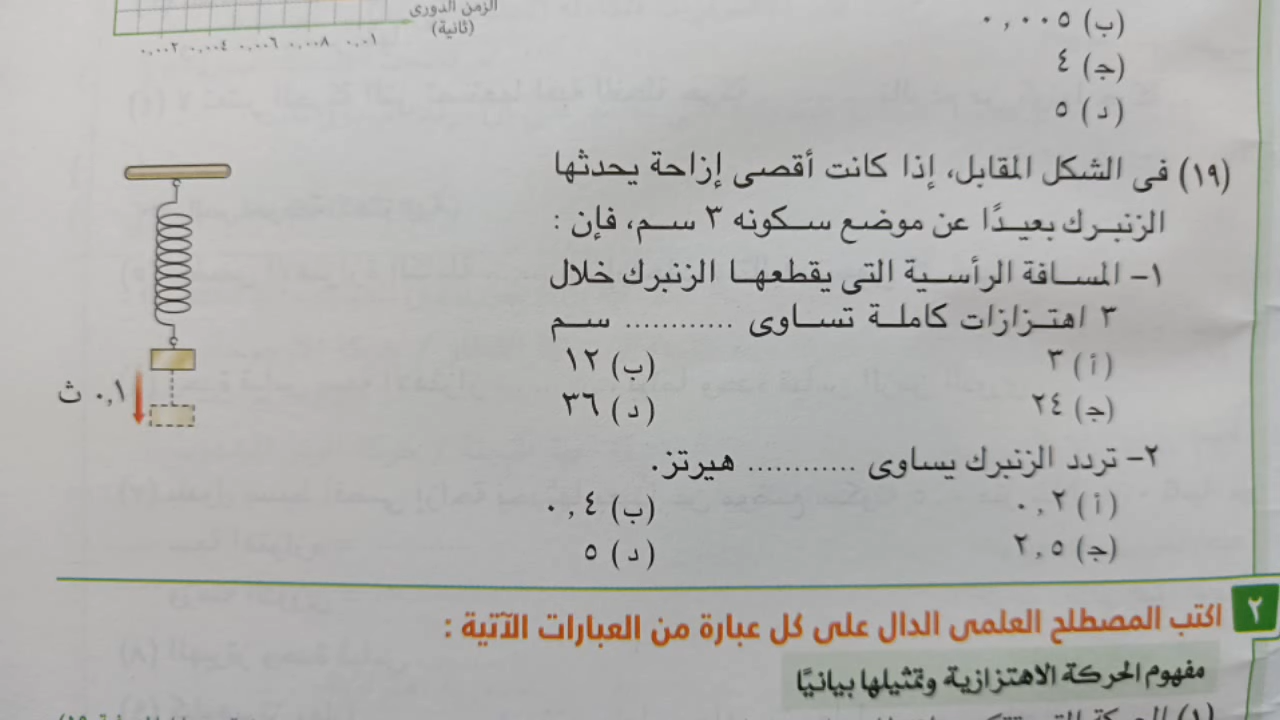 الزمن الدورى
(ثانية)
٠,٠٠٢ ٠,٠٠٤ ٠,٠٠٦ ٠,٠٠٨ ٠,٠١
(ب) ٠,٠٠٥
(جـ) ٤
(د) ٥
(١٩) فى الشكل المقابل، إذا كانت أقصى إزاحة يحدثها
الزنبرك بعيدًا عن موضع سكونه ٣ سم، فإن :
١- المسافة الرأسية التى يقطعها الزنبرك خلال
٣ اهتزازات كاملة تساوى ............ سم
(أ) ٣ (ب) ١٢
(جـ) ٢٤ (د) ٣٦
٠,١ ث
٢- تردد الزنبرك يساوى ............ هيرتز.
(أ) ٠,٢ (ب) ٠,٤
(جـ) ٢,٥ (د) ٥
٢ اكتب المصطلح العلمى الدال على كل عبارة من العبارات الآتية :
مفهوم الحركة الاهتزازية وتمثيلها بيانيًا